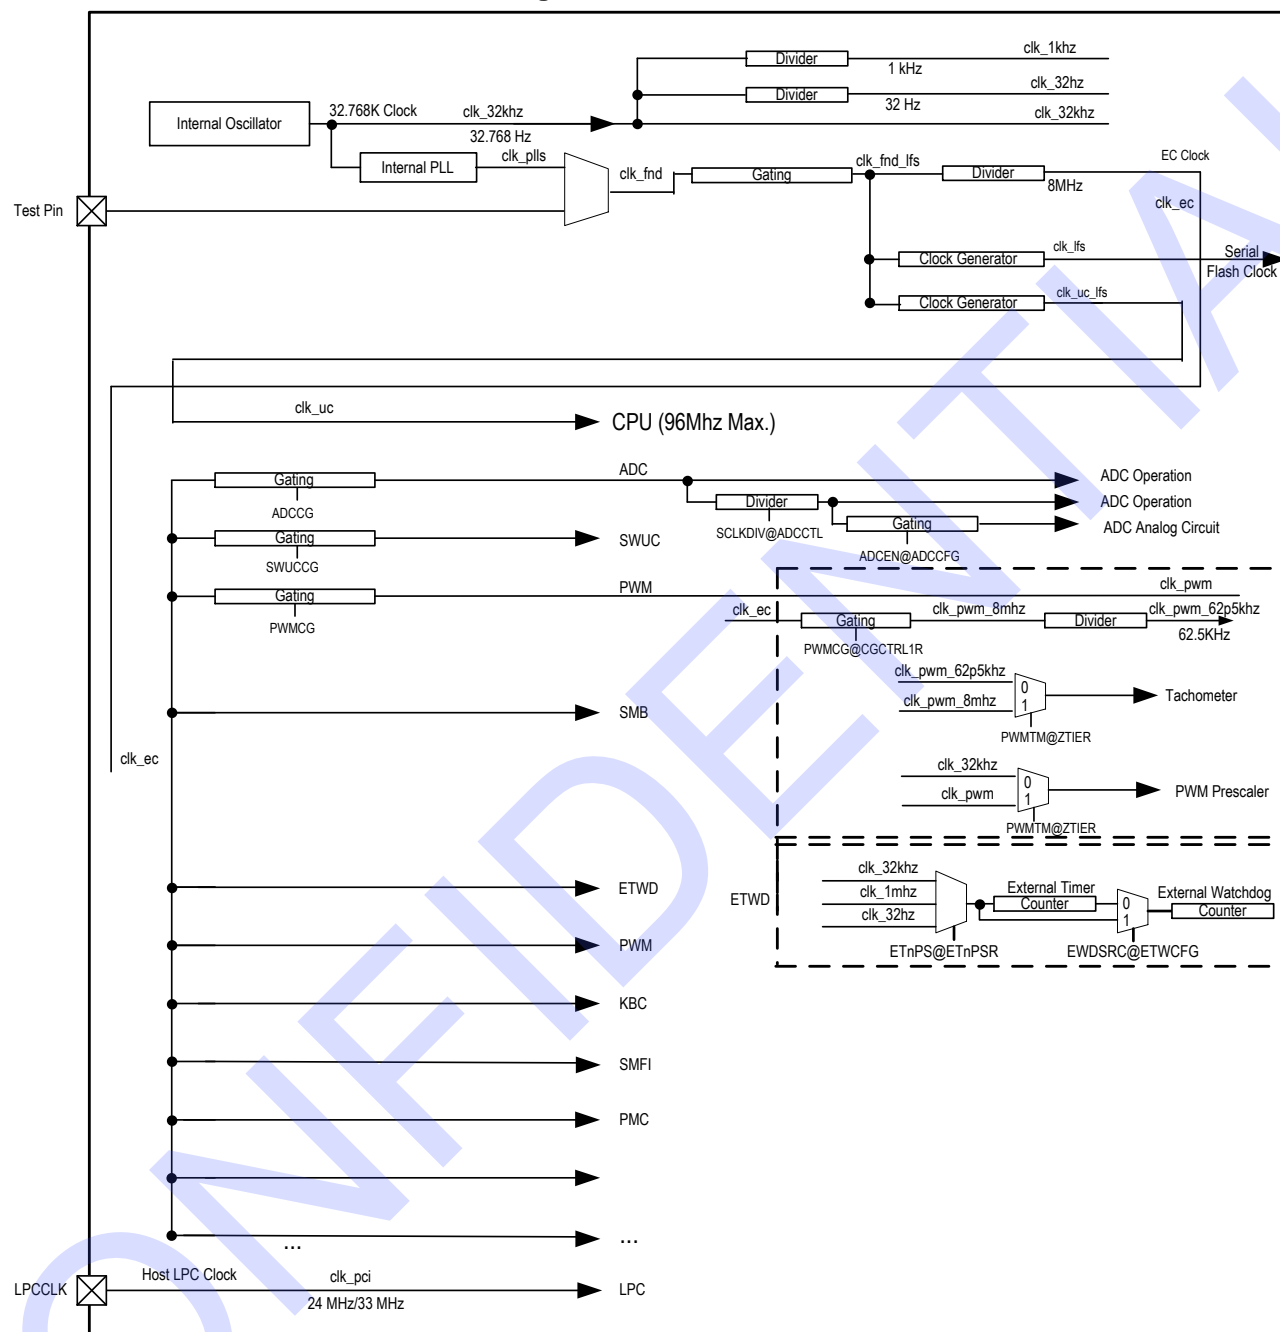 clk_1khz
Divider
1 kHz
clk_32hz
Divider
32 Hz
Internal Oscillator
32.768K Clock
clk_32khz
clk_32khz
32.768 Hz
Internal PLL
clk_plls
clk_fnd
Gating
clk_fnd_lfs
Divider
8MHz
EC Clock
clk_ec
Test Pin
Clock Generator
clk_lfs
Serial
Flash Clock
Clock Generator
clk_uc_lfs
clk_uc
CPU (96Mhz Max.)
Gating
ADCCG
ADC
ADC Operation
Divider
SCLKDIV@ADCCTL
ADC Operation
Gating
ADCEN@ADCCFG
ADC Analog Circuit
Gating
SWUCCG
SWUC
Gating
PWMCG
PWM
clk_pwm
clk_ec
Gating
PWMCG@CGCTRL1R
clk_pwm_8mhz
Divider
clk_pwm_62p5khz
62.5KHz
clk_pwm_62p5khz
clk_pwm_8mhz
0
1
PWMTM@ZTIER
Tachometer
SMB
clk_ec
clk_32khz
clk_pwm
0
1
PWMTM@ZTIER
PWM Prescaler
ETWD
ETWD
clk_32khz
clk_1mhz
clk_32hz
ETnPS@ETnPSR
External Timer
Counter
0
1
EWDSRC@ETWCFG
External Watchdog
Counter
PWM
KBC
SMFI
PMC
...
...
LPCCLK
Host LPC Clock
clk_pci
24 MHz/33 MHz
LPC
ONFIDENTIAL